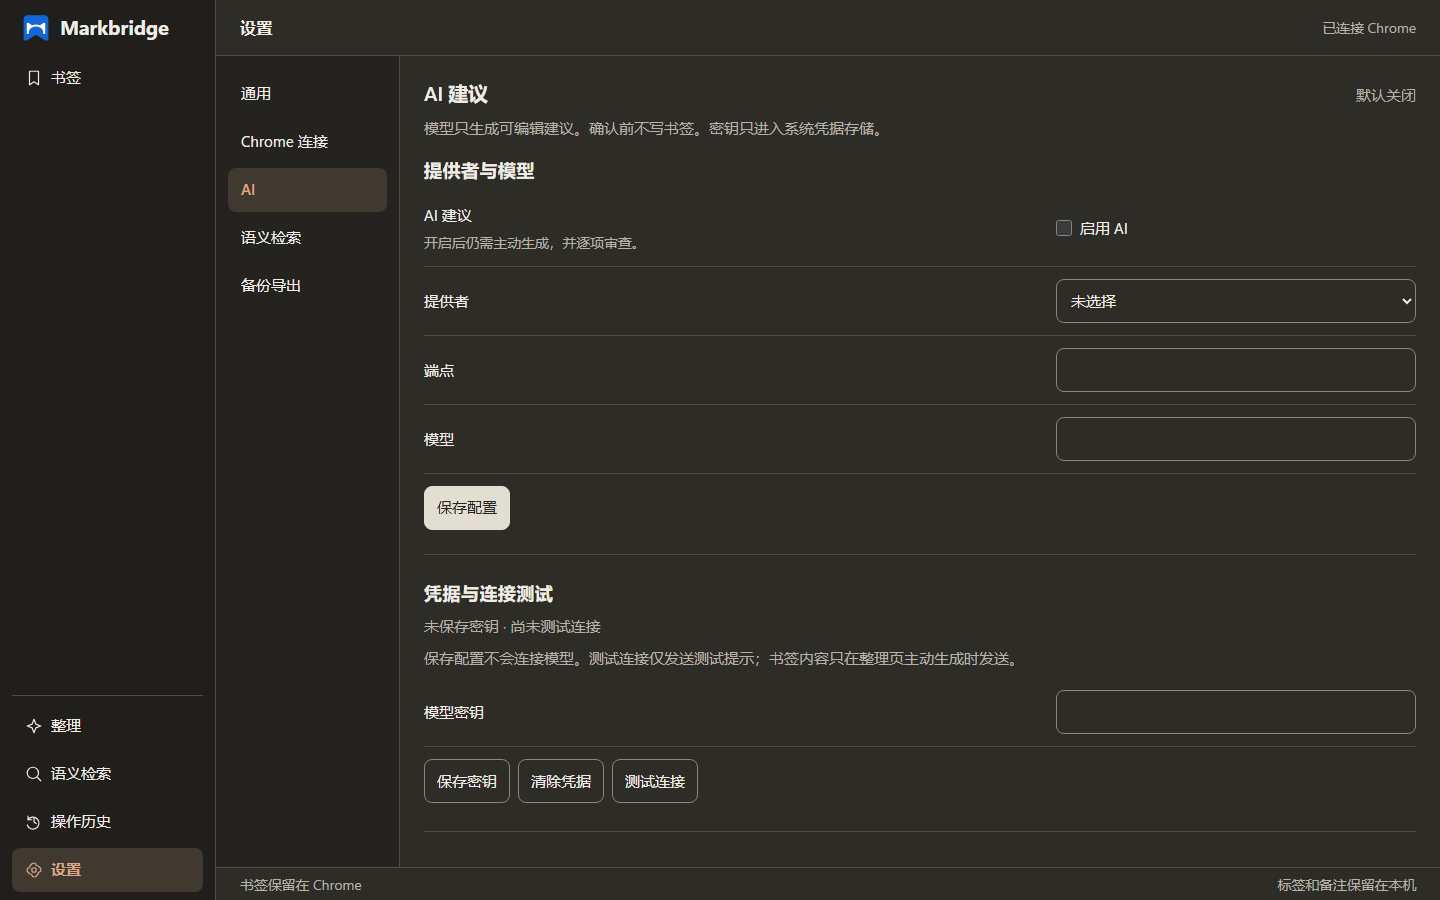 Markbridge
书签
整理
语义检索
操作历史
设置
设置
已连接 Chrome
通用
Chrome 连接
AI
语义检索
备份导出
AI 建议
默认关闭
模型只生成可编辑建议。确认前不写书签。密钥只进入系统凭据存储。
提供者与模型
AI 建议
开启后仍需主动生成，并逐项审查。
启用 AI
提供者
未选择
端点
模型
保存配置
凭据与连接测试
未保存密钥 · 尚未测试连接
保存配置不会连接模型。测试连接仅发送测试提示；书签内容只在整理页主动生成时发送。
模型密钥
保存密钥
清除凭据
测试连接
书签保留在 Chrome
标签和备注保留在本机